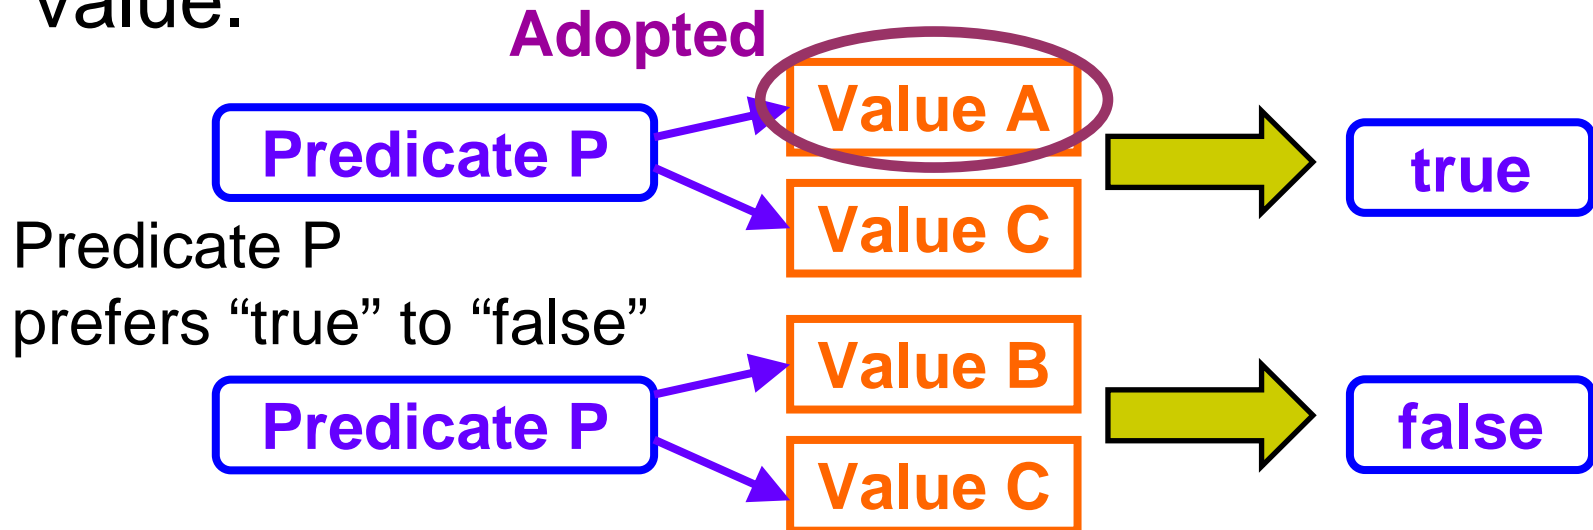 value.
Adopted
Value A
Predicate P
true
Value C
Predicate P
prefers “true” to “false”
Value B
Predicate P
false
Value C